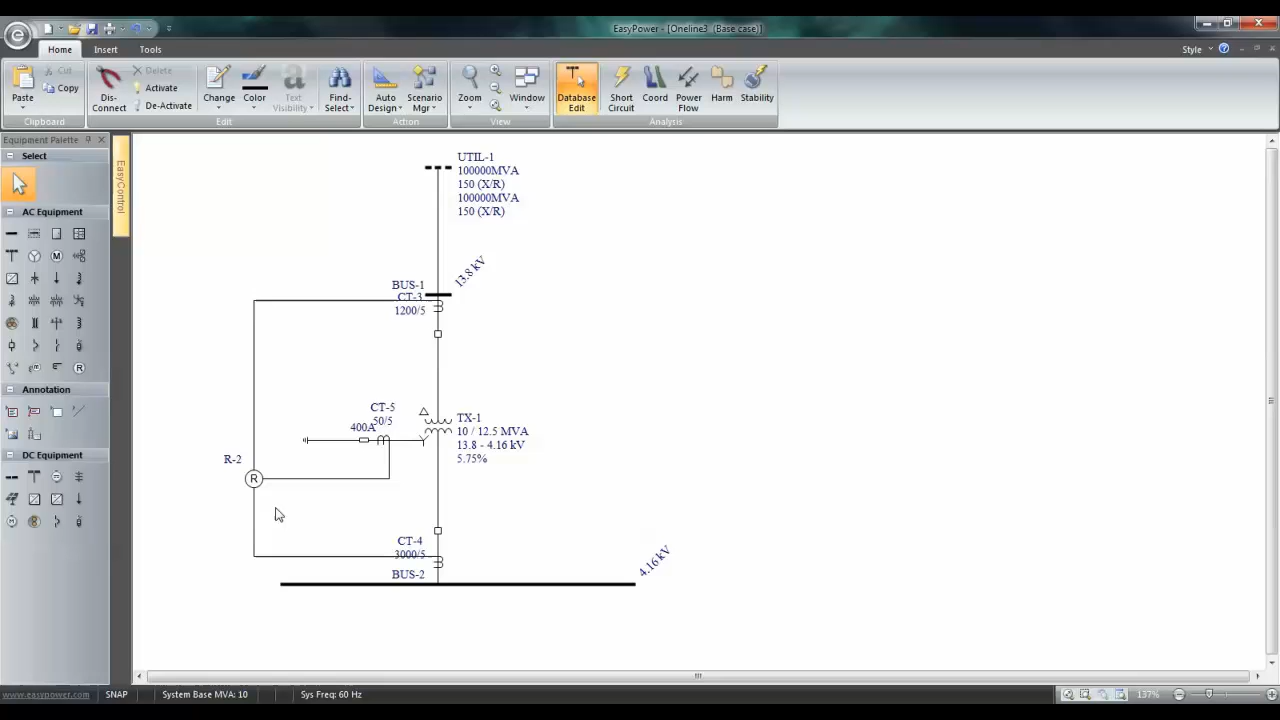 EasyPower - [Oneline3 (Base case)]
Home Insert Tools
Style
Paste
Cut
Copy
Clipboard
Dis-Connect
Delete
Activate
De-Activate
Change
Color
Text Visibility
Find-Select
Edit
Auto Design
Scenario Mgr
Action
Zoom
Window
View
Database Edit
Short Circuit
Coord
Power Flow
Harm
Stability
Analysis
Equipment Palette
Select
AC Equipment
Annotation
DC Equipment
EasyControl
UTIL-1
100000MVA
150 (X/R)
100000MVA
150 (X/R)
13.8 kV
BUS-1
CT-3
1200/5
CT-5
50/5
400A
TX-1
10 / 12.5 MVA
13.8 - 4.16 kV
5.75%
R-2
R
CT-4
3000/5
BUS-2
4.16 kV
www.easypower.com
SNAP
System Base MVA: 10
Sys Freq: 60 Hz
137%